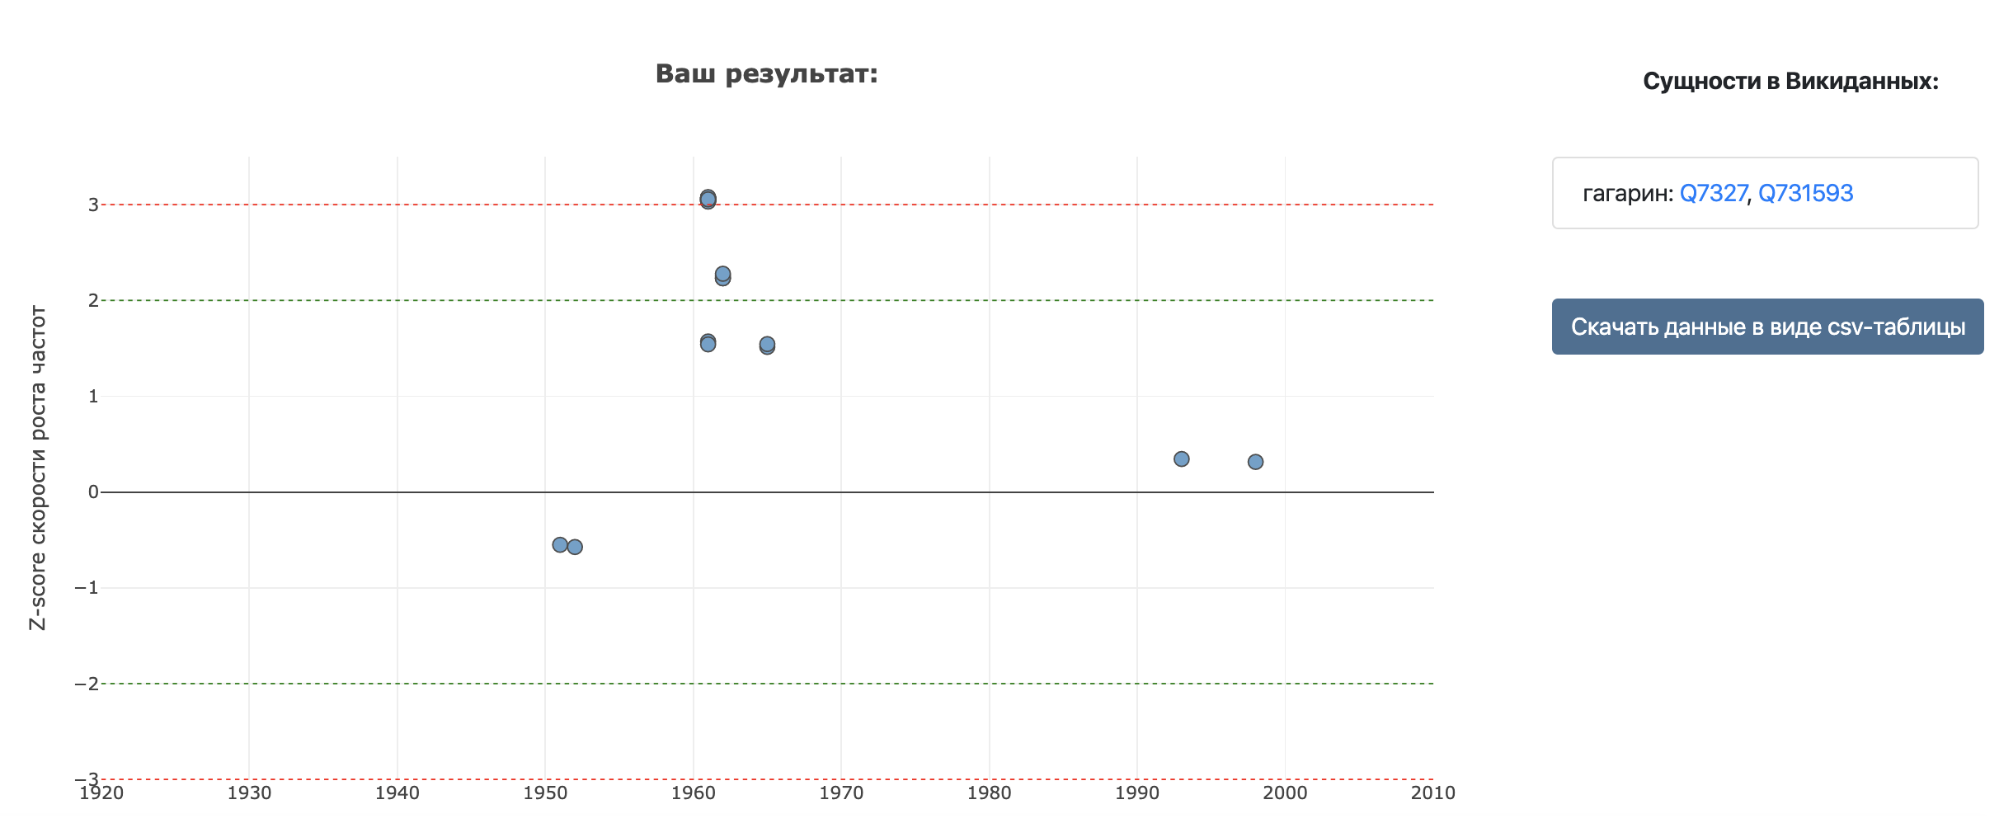 Ваш результат:
Сущности в Викиданных:
гагарин: Q7327, Q731593
Скачать данные в виде csv-таблицы
Z-score скорости роста частот
3
2
1
0
−1
−2
−3
1920 1930 1940 1950 1960 1970 1980 1990 2000 2010